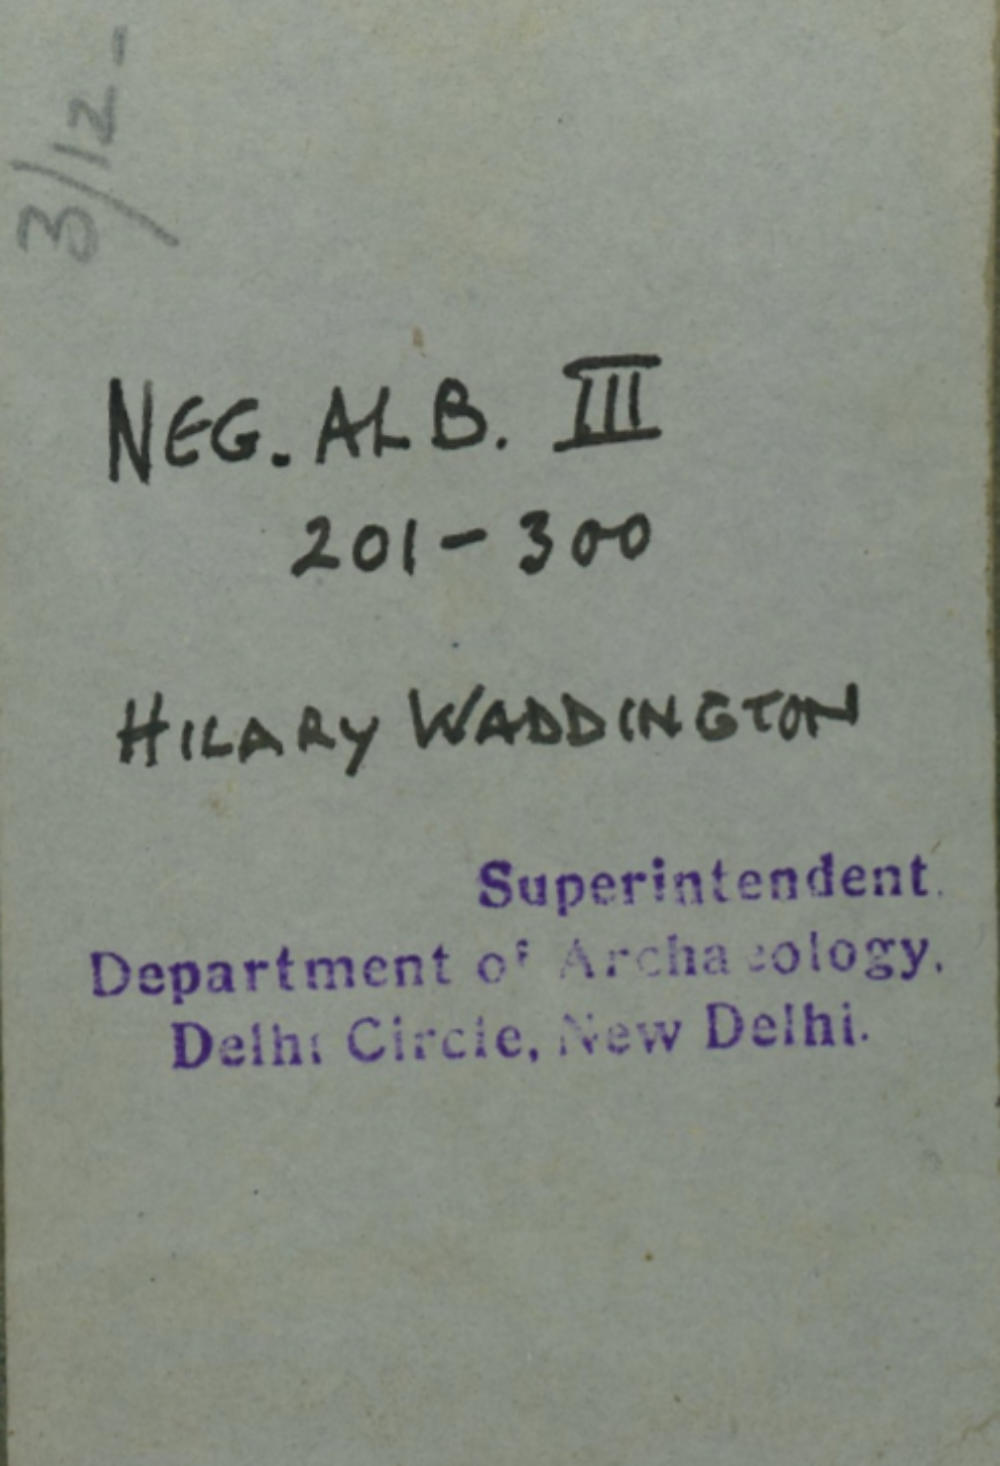 3/12-
NEG. ALB. III
201-300
HILARY WADDINGTON
Superintendent.
Department of Archaeology,
Delhi Circle, New Delhi.